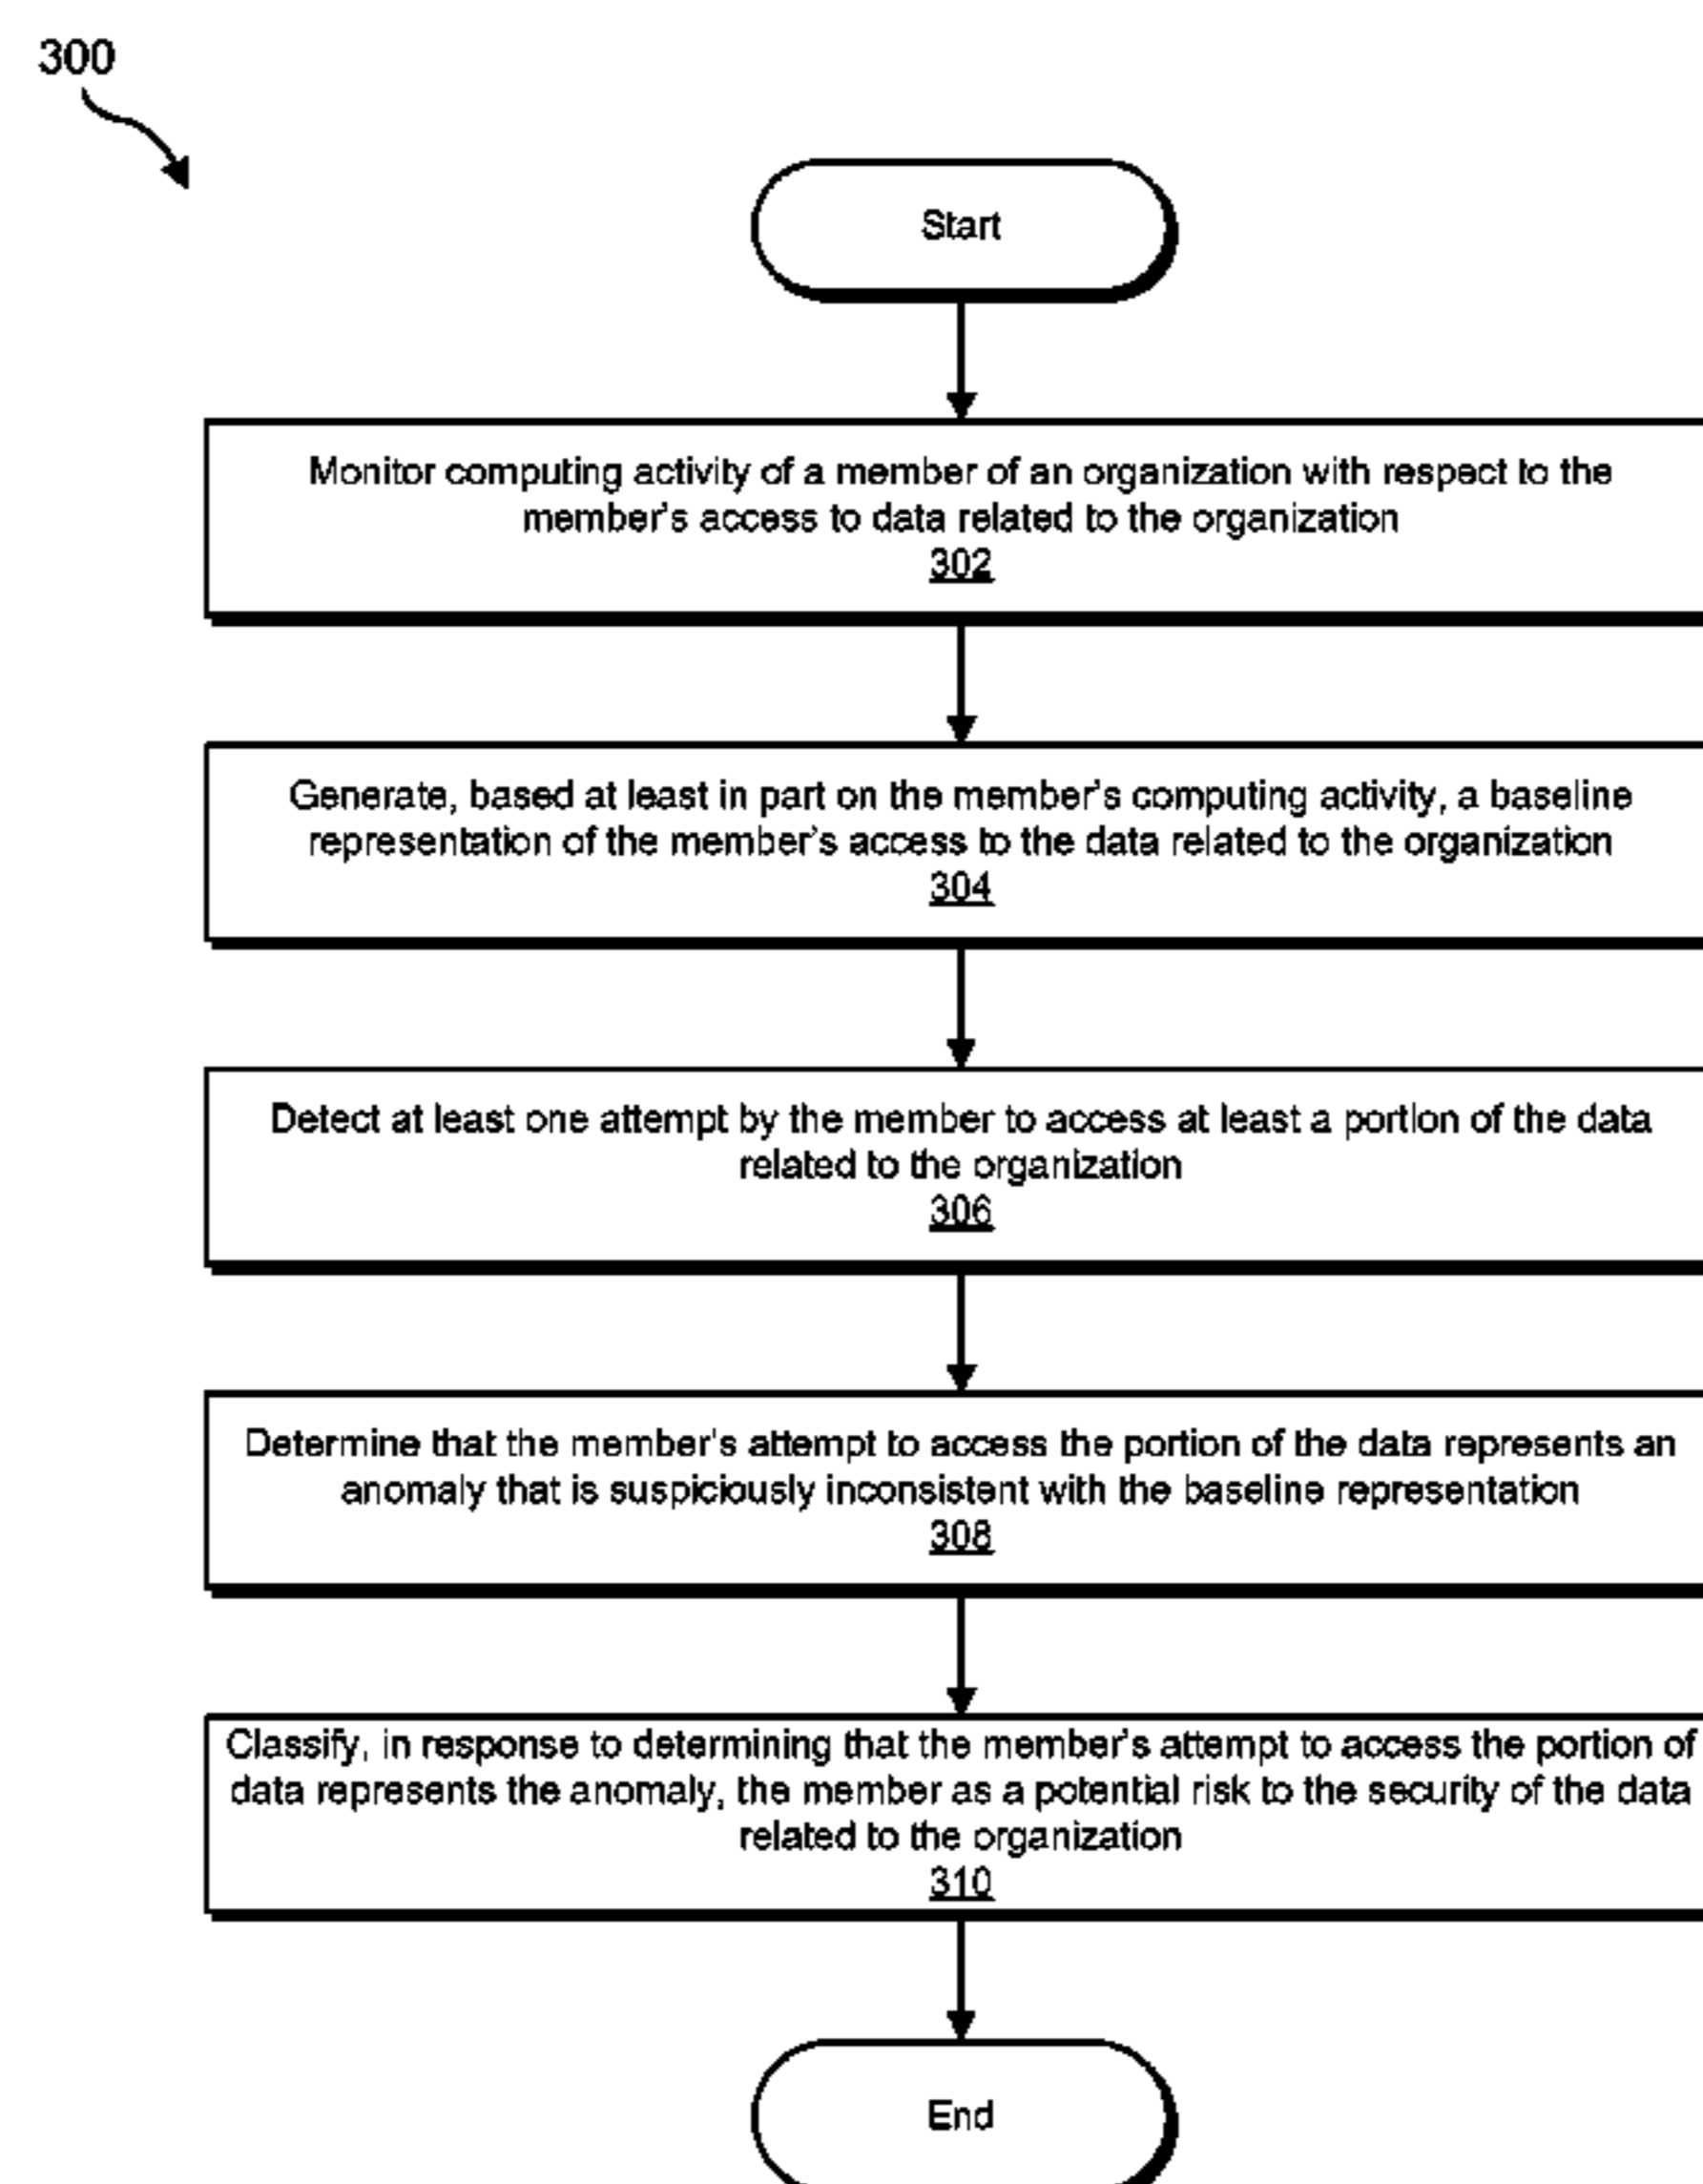 300
Start
Monitor computing activity of a member of an organization with respect to the
member's access to data related to the organization
302
Generate, based at least in part on the member's computing activity, a baseline
representation of the member's access to the data related to the organization
304
Detect at least one attempt by the member to access at least a portion of the data
related to the organization
306
Determine that the member's attempt to access the portion of the data represents an
anomaly that is suspiciously inconsistent with the baseline representation
308
Classify, in response to determining that the member's attempt to access the portion of
data represents the anomaly, the member as a potential risk to the security of the data
related to the organization
310
End